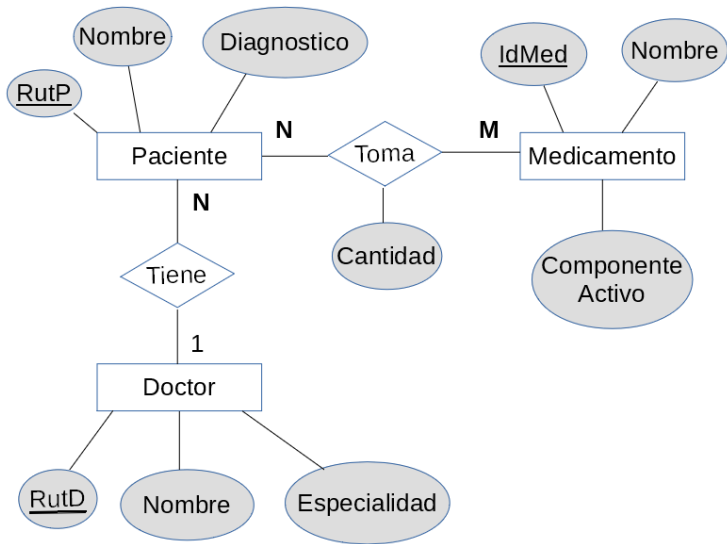 Nombre
Diagnostico
IdMed
Nombre
RutP
Paciente
N
Toma
M
Medicamento
N
Cantidad
Componente
Activo
Tiene
1
Doctor
RutD
Nombre
Especialidad